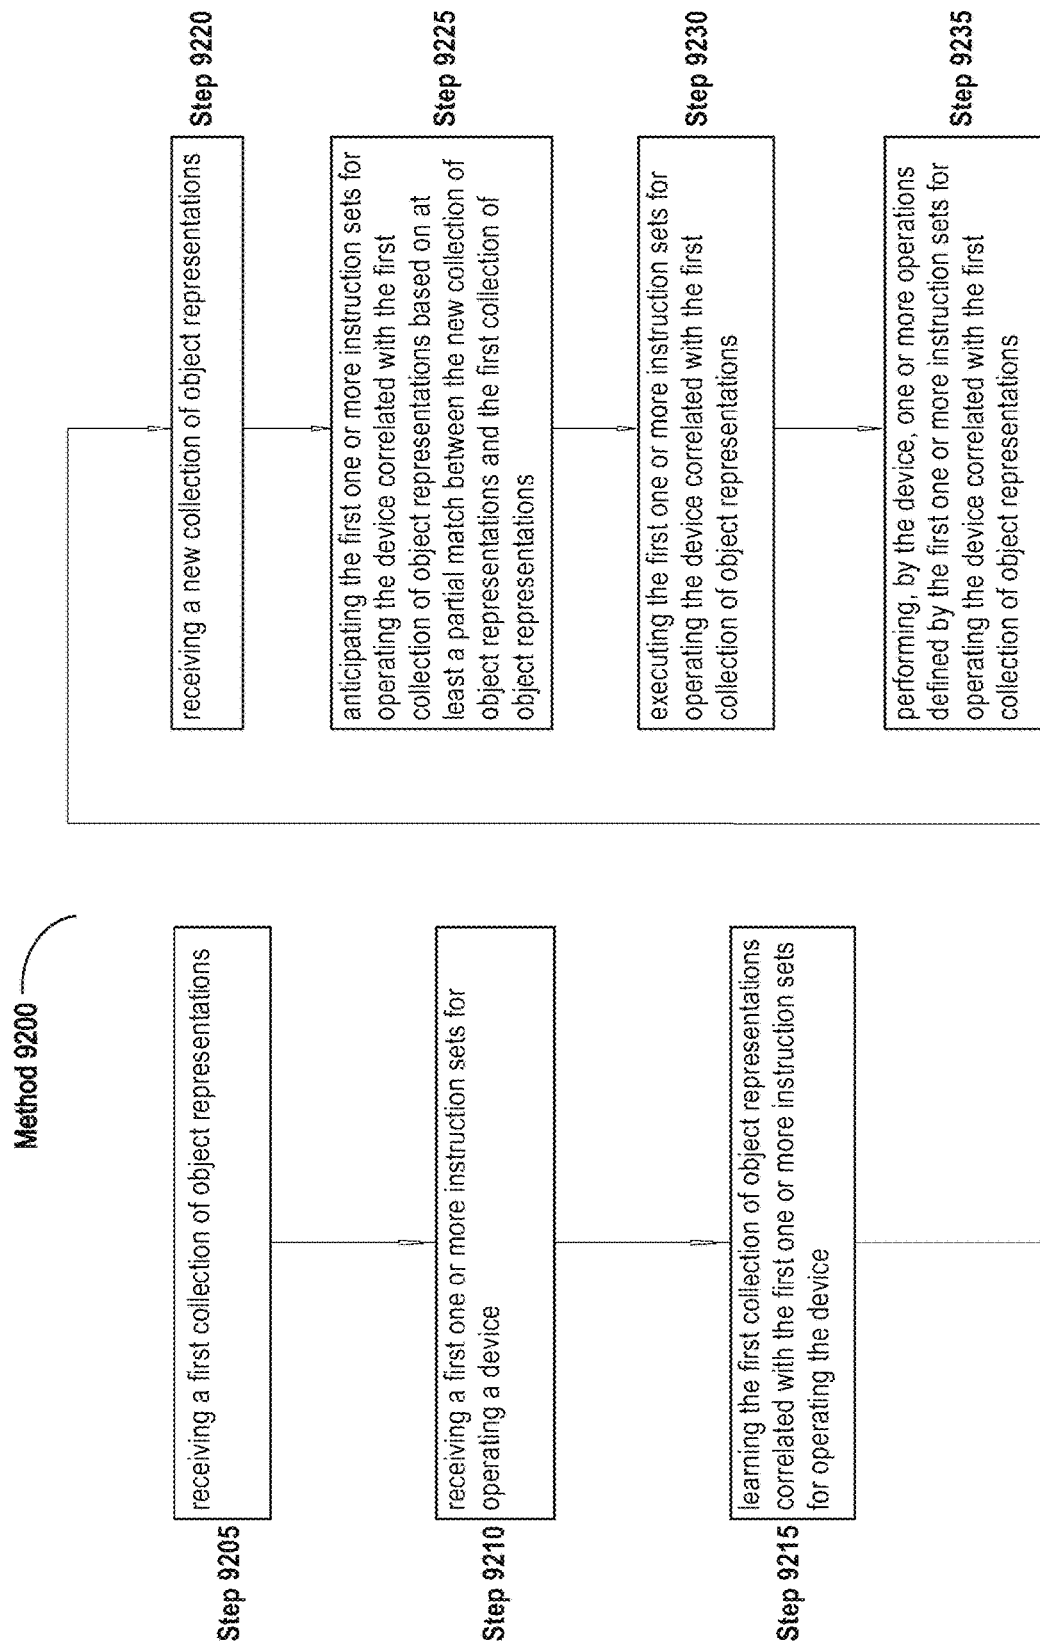 Method 9200
Step 9205
receiving a first collection of object representations
Step 9210
receiving a first one or more instruction sets for
operating a device
Step 9215
learning the first collection of object representations
correlated with the first one or more instruction sets
for operating the device
receiving a new collection of object representations
Step 9220
anticipating the first one or more instruction sets for
operating the device correlated with the first
collection of object representations based on at
least a partial match between the new collection of
object representations and the first collection of
object representations
Step 9225
executing the first one or more instruction sets for
operating the device correlated with the first
collection of object representations
Step 9230
performing, by the device, one or more operations
defined by the first one or more instruction sets for
operating the device correlated with the first
collection of object representations
Step 9235